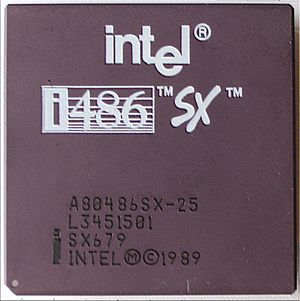 intel®
i486™ SX™
A80486SX-25
L3451501
SX679
i INTEL Ⓜ©1989